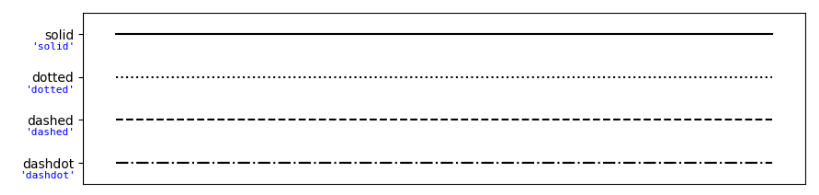 solid
'solid'
dotted
'dotted'
dashed
'dashed'
dashdot
'dashdot'